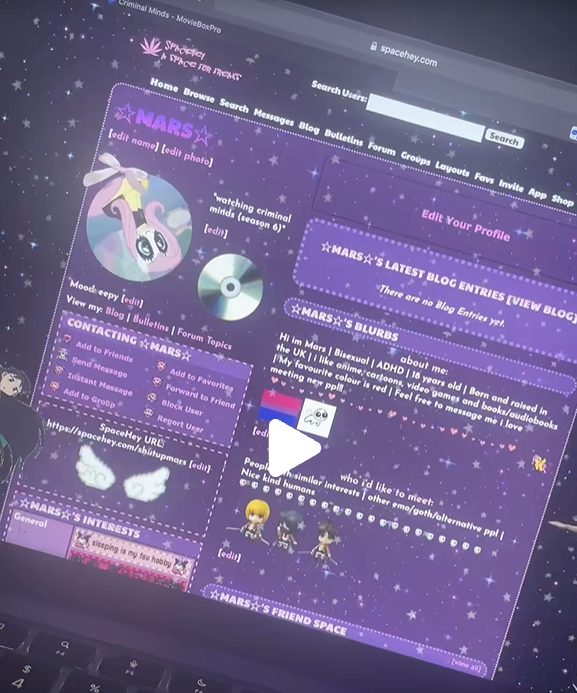 Criminal Minds - MovieBoxPro
spacehey.com
SPACEHEY
A SPACE FOR FRIENDS
Search Users:
Search
Home Browse Search Messages Blog Bulletins Forum Groups Layouts Favs Invite App Shop
☆MARS☆
[edit name] [edit photo]
"watching criminal
minds (season 6)"
[edit]
Mood: eepy [edit]
View my: Blog | Bulletins | Forum Topics
CONTACTING ☆MARS☆
Add to Friends
Add to Favorites
Send Message
Forward to Friend
Instant Message
Block User
Add to Group
Report User
SpaceHey URL:
https://spacehey.com/shutupmars [edit]
☆MARS☆'S INTERESTS
General
sleeping is my fav hobby
Edit Your Profile
☆MARS☆'S LATEST BLOG ENTRIES [VIEW BLOG]
There are no Blog Entries yet.
☆MARS☆'S BLURBS
about me:
Hi im Mars | Bisexual | ADHD | 18 years old | Born and raised in
the UK | i like anime, cartoons, video games and books/audiobooks
| My favourite colour is red | Feel free to message me i love
meeting new ppl!
who i'd like to meet:
People with similar interests | other emo/goth/alternative ppl |
Nice kind humans
[edit]
☆MARS☆'S FRIEND SPACE
[view all]
$
4
%